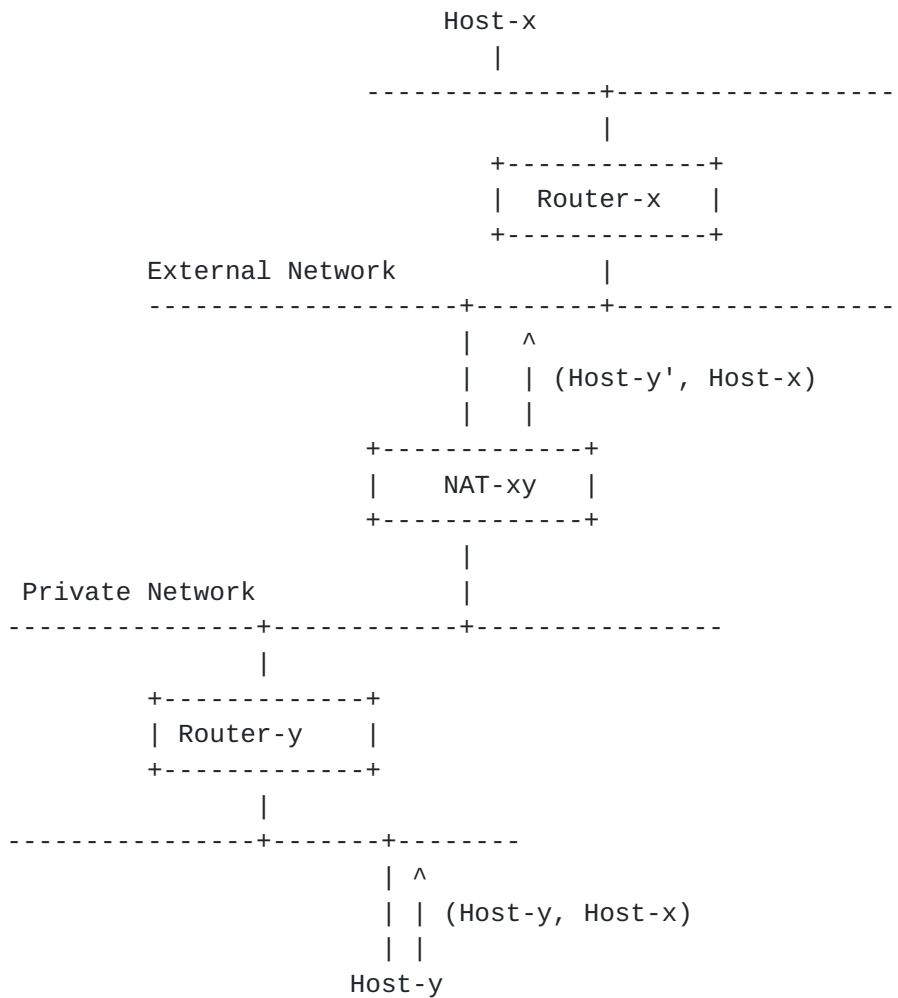 Host-x
Router-x
External Network
(Host-y', Host-x)
NAT-xy
Private Network
Router-y
(Host-y, Host-x)
Host-y